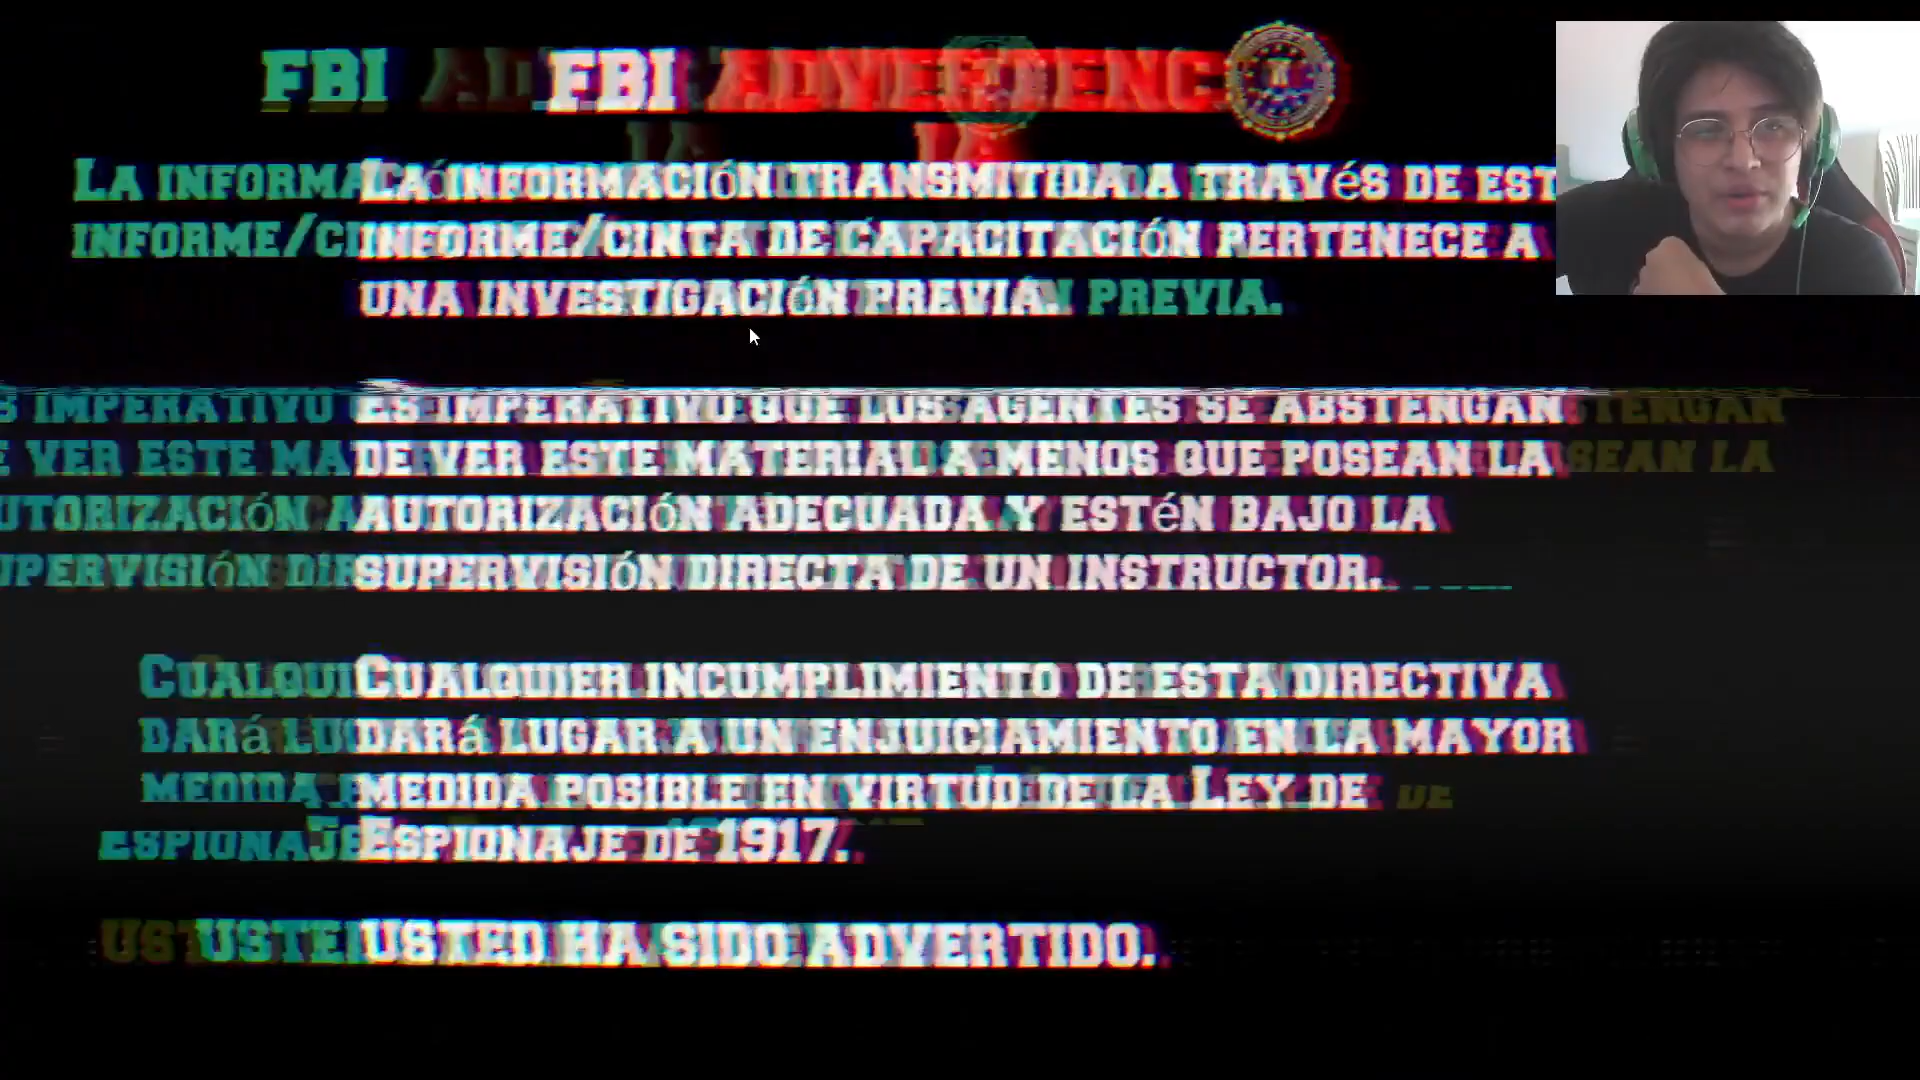 FBI ADVERTENCIA
La información transmitida a través de est
informe/cinta de capacitación pertenece a
una investigación previa.
Es imperativo que los agentes se abstengan
de ver este material a menos que posean la
autorización adecuada y estén bajo la
supervisión directa de un instructor.
Cualquier incumplimiento de esta directiva
dará lugar a un enjuiciamiento en la mayor
medida posible en virtud de la Ley de
Espionaje de 1917.
usted ha sido advertido.